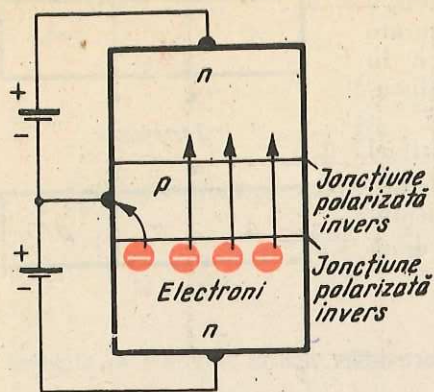 n
+
-
p
Joncțiune
polarizată
invers
+
-
Joncțiune
polarizată
invers
Electroni
n